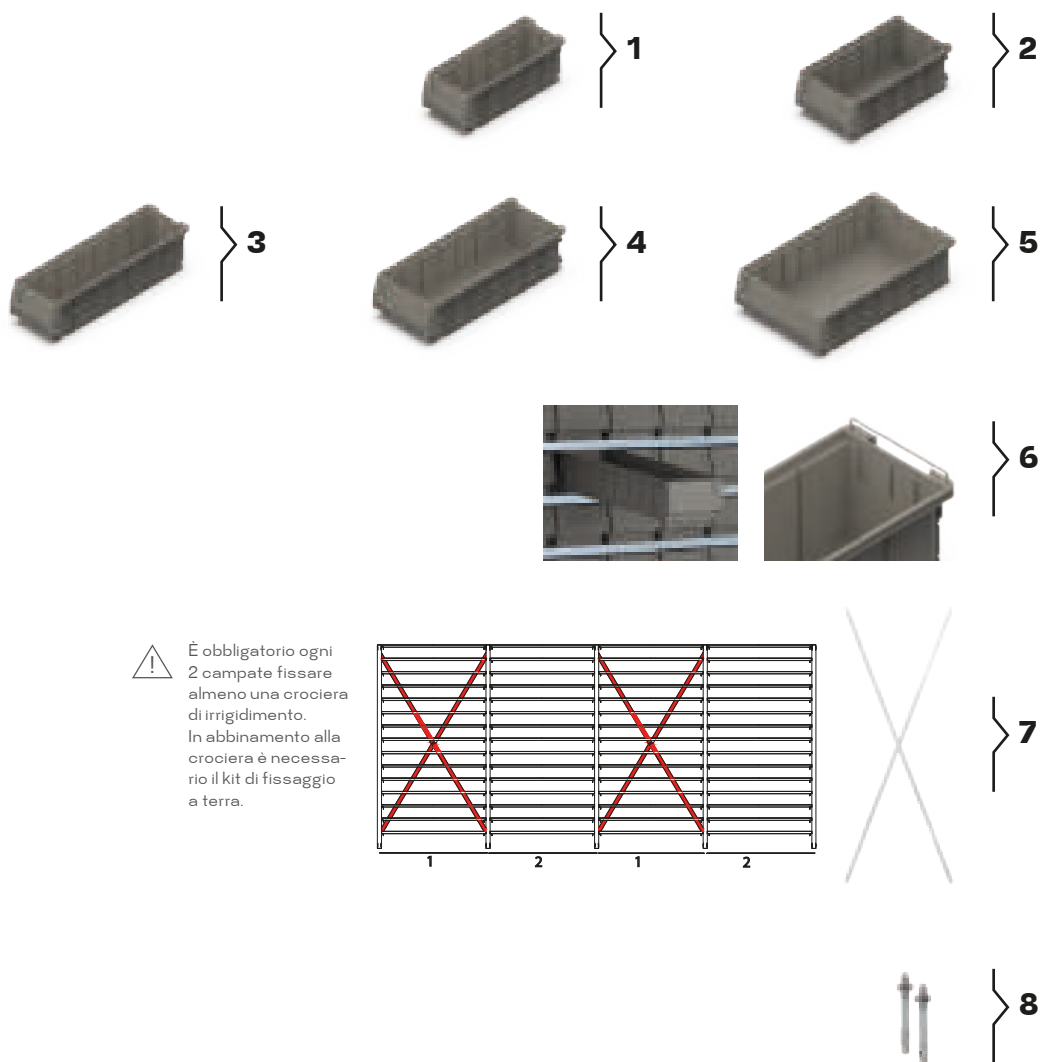 1
2
3
4
5
6
È obbligatorio ogni
2 campate fissare
almeno una crociera
di irrigidimento.
In abbinamento alla
crociera è necessa-
rio il kit di fissaggio
a terra.
!
1 2 1 2
7
8